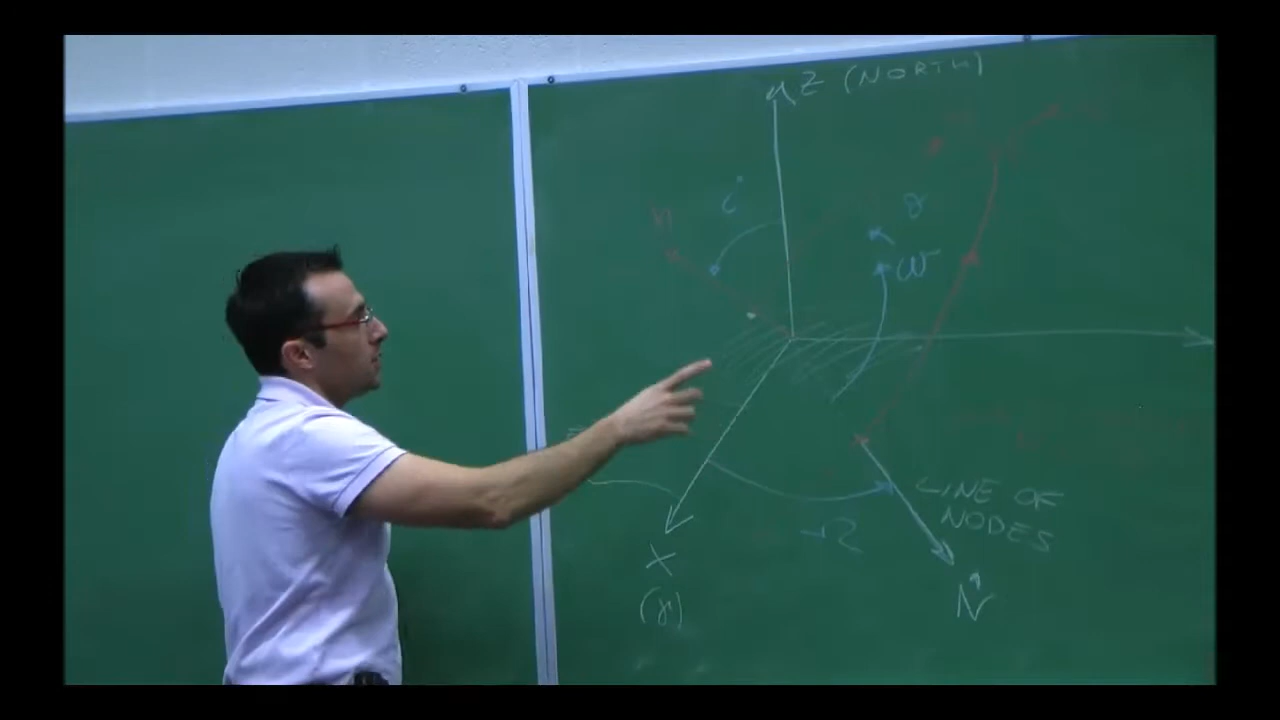 Z (NORTH)
i
n
ω
LINE OF
NODES
Ω
X
(γ)
N̂